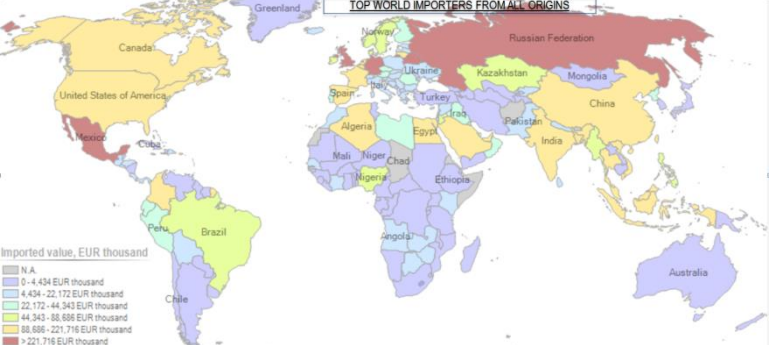 TOP WORLD IMPORTERS FROM ALL ORIGINS
Greenland
Norway
Russian Federation
Canada
Ukraine
Kazakhstan
Mongolia
United States of America
Spain
Italy
Turkey
China
Iraq
Pakistan
Mexico
Cuba
Algeria
Egypt
India
Mali
Niger
Chad
Nigeria
Ethiopia
Peru
Brazil
Angola
Australia
Chile
Imported value, EUR thousand
N.A.
0 - 4,434 EUR thousand
4,434 - 22,172 EUR thousand
22,172 - 44,343 EUR thousand
44,343 - 88,686 EUR thousand
88,686 - 221,716 EUR thousand
> 221,716 EUR thousand